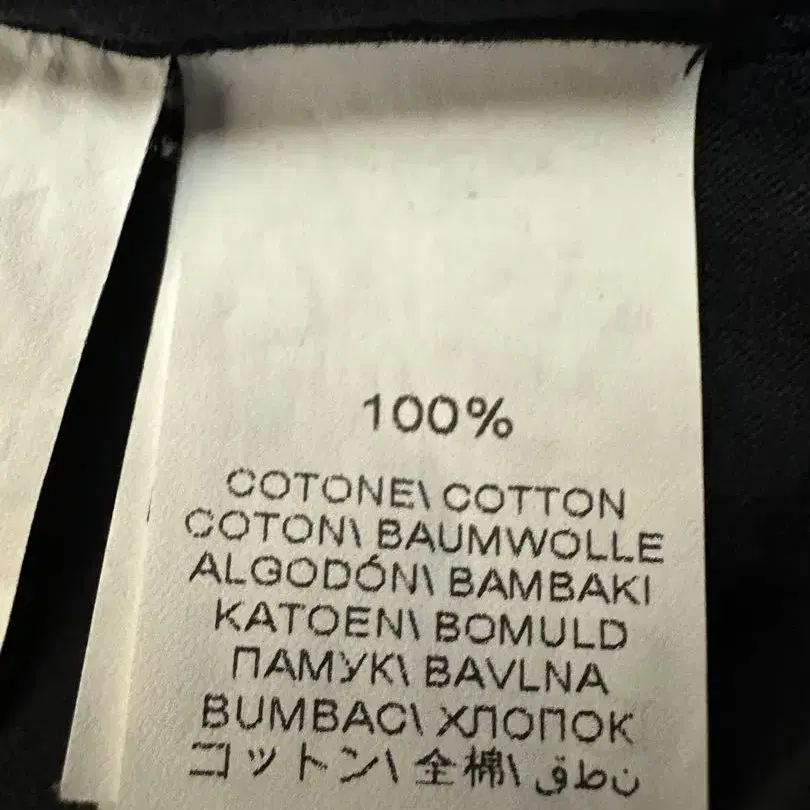 100%
COTONE\ COTTON
COTON\ BAUMWOLLE
ALGODÓN\ BAMBAKI
KATOEN\ BOMULD
ПАМУК\ BAVLNA
BUMBAC\ ХЛОПОК
コットン\ 全棉\ نطق